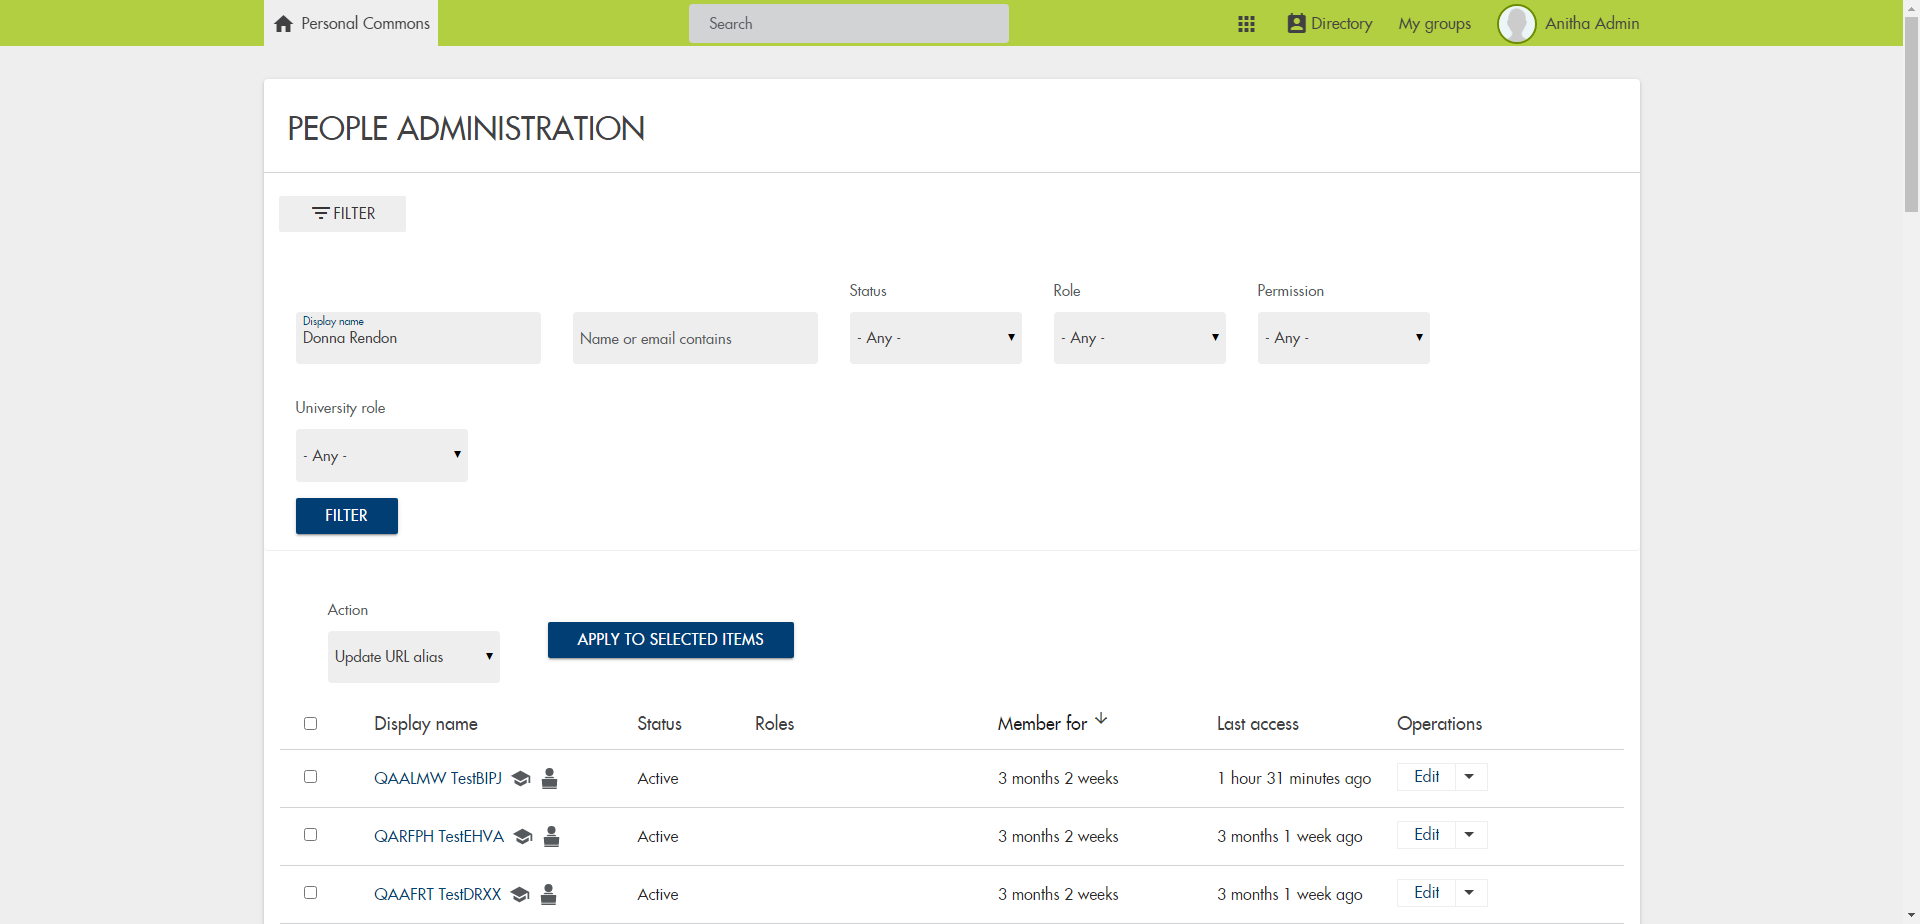 Personal Commons
Search
Directory
My groups
Anitha Admin
PEOPLE ADMINISTRATION
FILTER
Status
Role
Permission
Display name
Donna Rendon
Name or email contains
- Any -
- Any -
- Any -
University role
- Any -
FILTER
Action
Update URL alias
APPLY TO SELECTED ITEMS
Display name Status Roles Member for Last access Operations
QAALMW TestBIPJ Active 3 months 2 weeks 1 hour 31 minutes ago Edit
QARFPH TestEHVA Active 3 months 2 weeks 3 months 1 week ago Edit
QAAFRT TestDRXX Active 3 months 2 weeks 3 months 1 week ago Edit